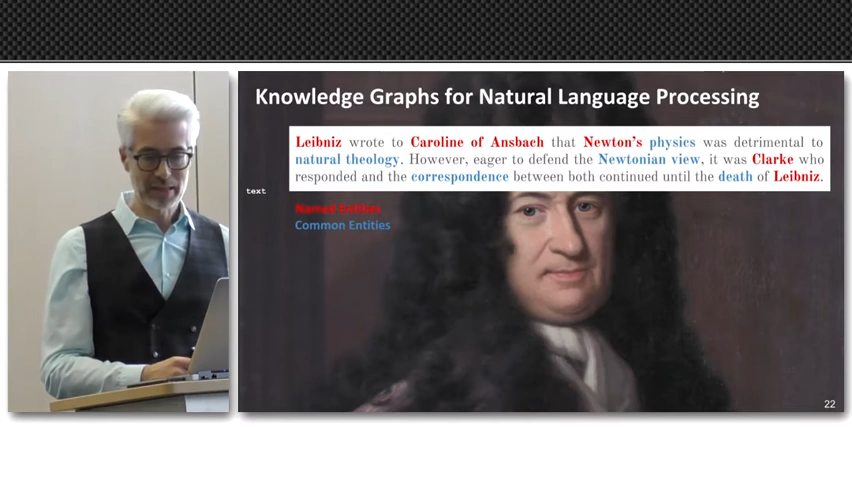 Knowledge Graphs for Natural Language Processing
Leibniz wrote to Caroline of Ansbach that Newton's physics was detrimental to
natural theology. However, eager to defend the Newtonian view, it was Clarke who
responded and the correspondence between both continued until the death of Leibniz.
text
Named Entities
Common Entities
22